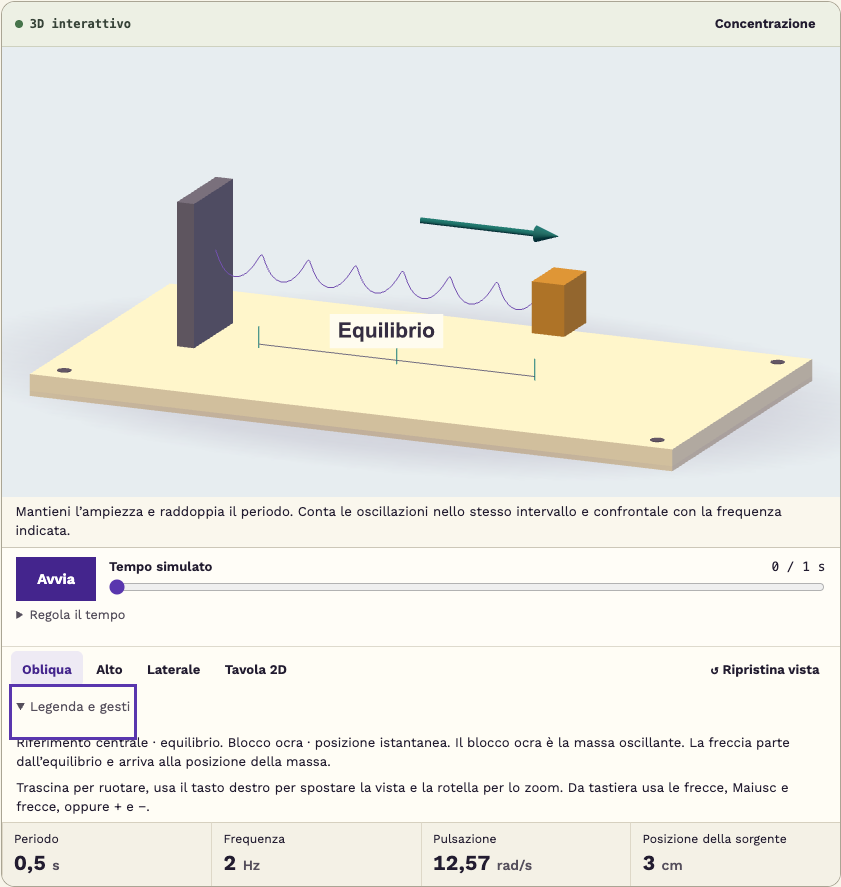 3D interattivo
Concentrazione
Equilibrio
Mantieni l’ampiezza e raddoppia il periodo. Conta le oscillazioni nello stesso intervallo e confrontale con la frequenza
indicata.
Avvia
Tempo simulato
0 / 1 s
▶ Regola il tempo
Obliqua
Alto
Laterale
Tavola 2D
↺ Ripristina vista
▼ Legenda e gesti
Riferimento centrale · equilibrio. Blocco ocra · posizione istantanea. Il blocco ocra è la massa oscillante. La freccia parte
dall’equilibrio e arriva alla posizione della massa.
Trascina per ruotare, usa il tasto destro per spostare la vista e la rotella per lo zoom. Da tastiera usa le frecce, Maiusc e
frecce, oppure + e −.
Periodo
0,5 s
Frequenza
2 Hz
Pulsazione
12,57 rad/s
Posizione della sorgente
3 cm